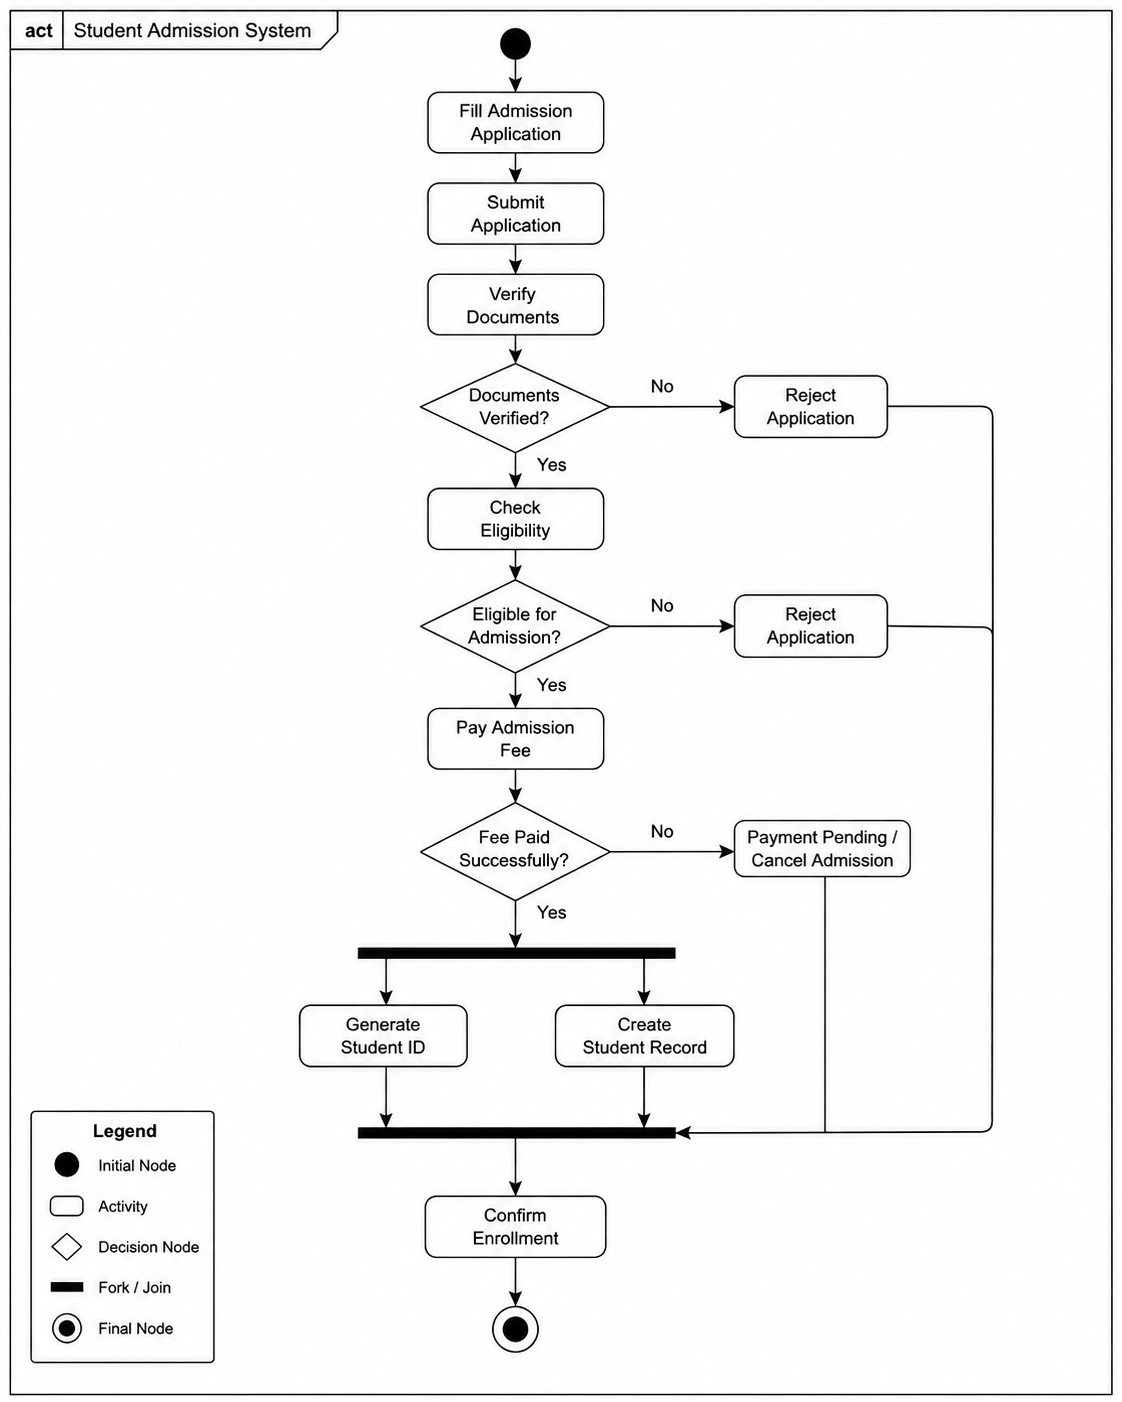 act Student Admission System
Fill Admission
Application
Submit
Application
Verify
Documents
Documents
Verified?
No
Reject
Application
Yes
Check
Eligibility
Eligible for
Admission?
No
Reject
Application
Yes
Pay Admission
Fee
Fee Paid
Successfully?
No
Payment Pending /
Cancel Admission
Yes
Generate
Student ID
Create
Student Record
Confirm
Enrollment
Legend
Initial Node
Activity
Decision Node
Fork / Join
Final Node